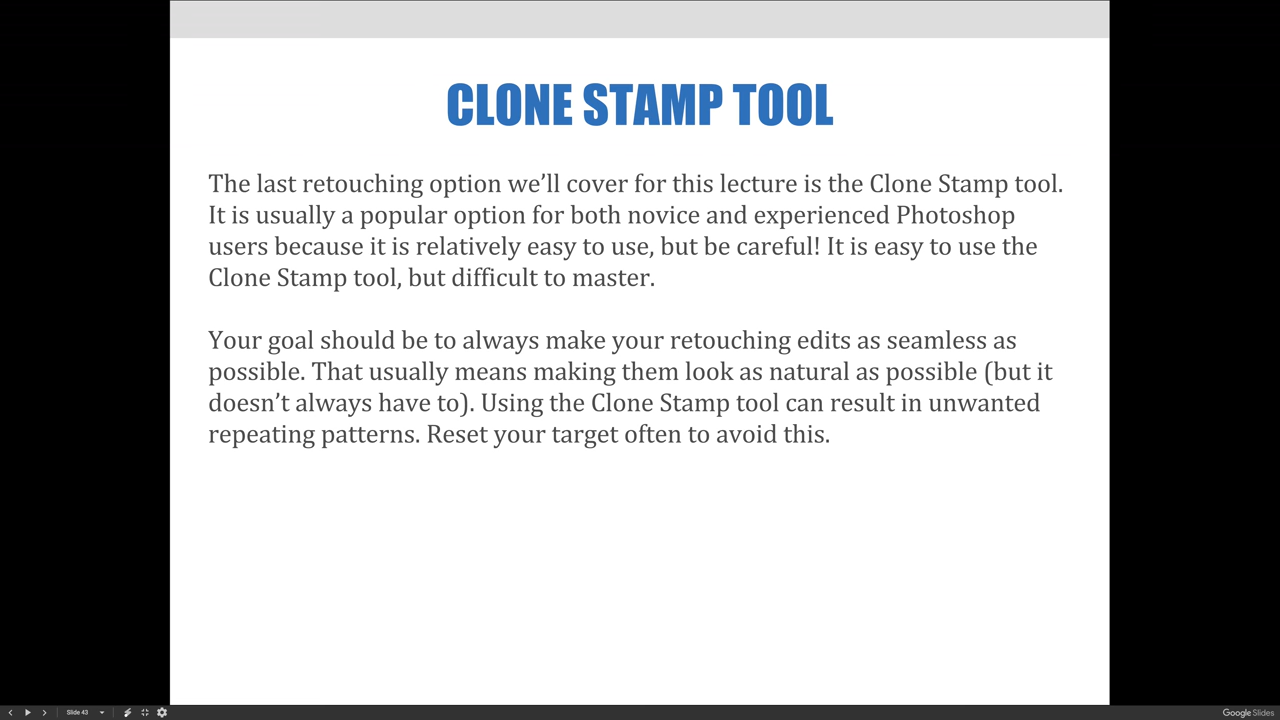 CLONE STAMP TOOL
The last retouching option we’ll cover for this lecture is the Clone Stamp tool.
It is usually a popular option for both novice and experienced Photoshop
users because it is relatively easy to use, but be careful! It is easy to use the
Clone Stamp tool, but difficult to master.
Your goal should be to always make your retouching edits as seamless as
possible. That usually means making them look as natural as possible (but it
doesn’t always have to). Using the Clone Stamp tool can result in unwanted
repeating patterns. Reset your target often to avoid this.
Slide 43
Google Slides